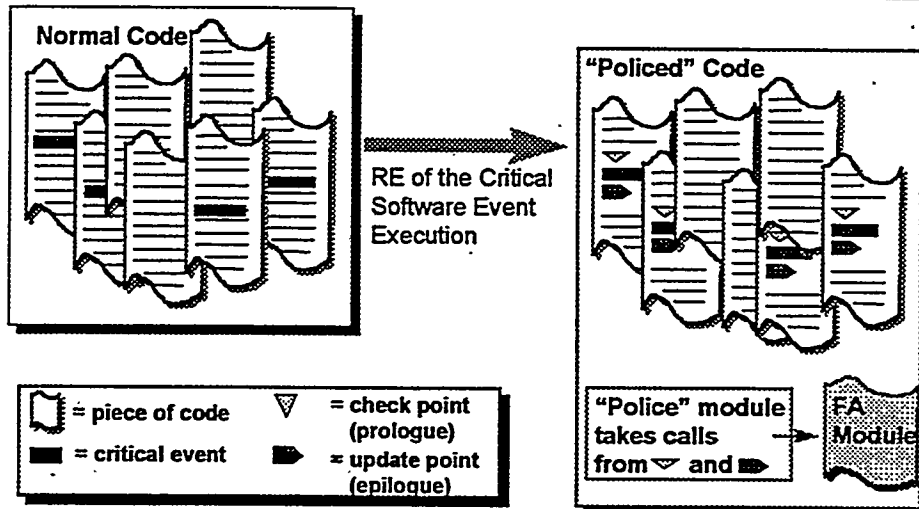 Normal Code
RE of the Critical
Software Event
Execution
"Policed" Code
= piece of code
= critical event
= check point
(prologue)
= update point
(epilogue)
"Police" module
takes calls
from and
FA
Module